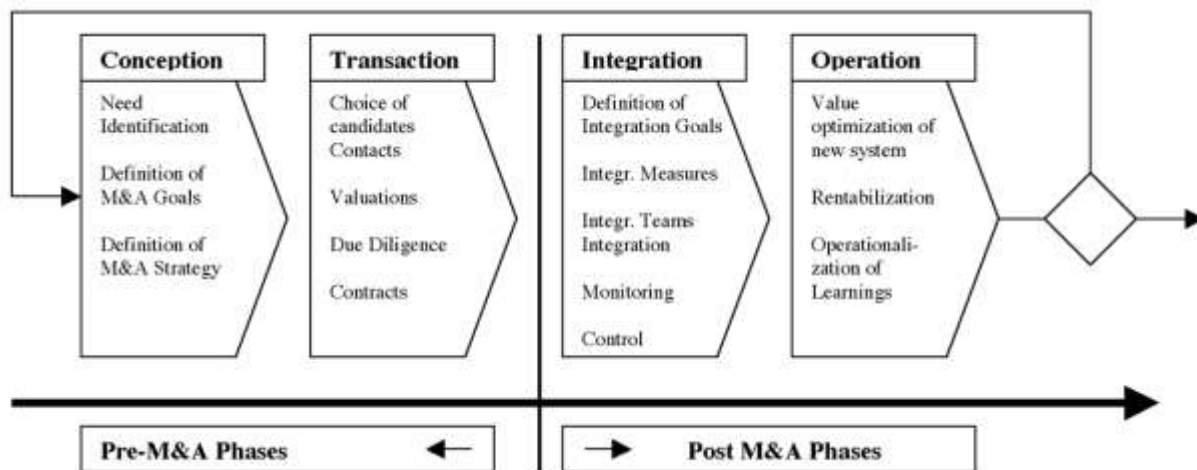 Conception
Need
Identification
Definition of
M&A Goals
Definition of
M&A Strategy
Transaction
Choice of
candidates
Contacts
Valuations
Due Diligence
Contracts
Integration
Definition of
Integration Goals
Integr. Measures
Integr. Teams
Integration
Monitoring
Control
Operation
Value
optimization of
new system
Rentabilization
Operationali-
zation of
Learnings
Pre-M&A Phases
Post M&A Phases